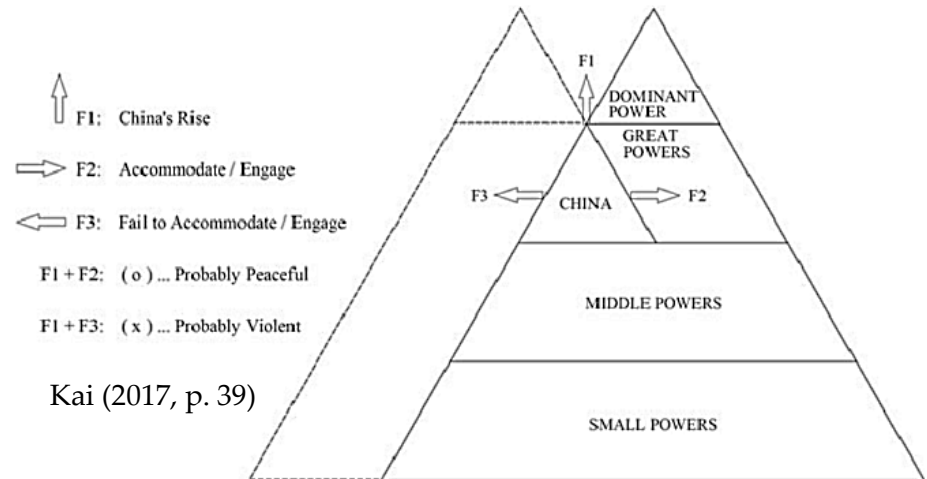 F1: China's Rise
F2: Accommodate / Engage
F3: Fail to Accommodate / Engage
F1 + F2: ( o ) ... Probably Peaceful
F1 + F3: ( x ) ... Probably Violent
Kai (2017, p. 39)
F1
DOMINANT
POWER
GREAT
POWERS
F3
CHINA
F2
MIDDLE POWERS
SMALL POWERS